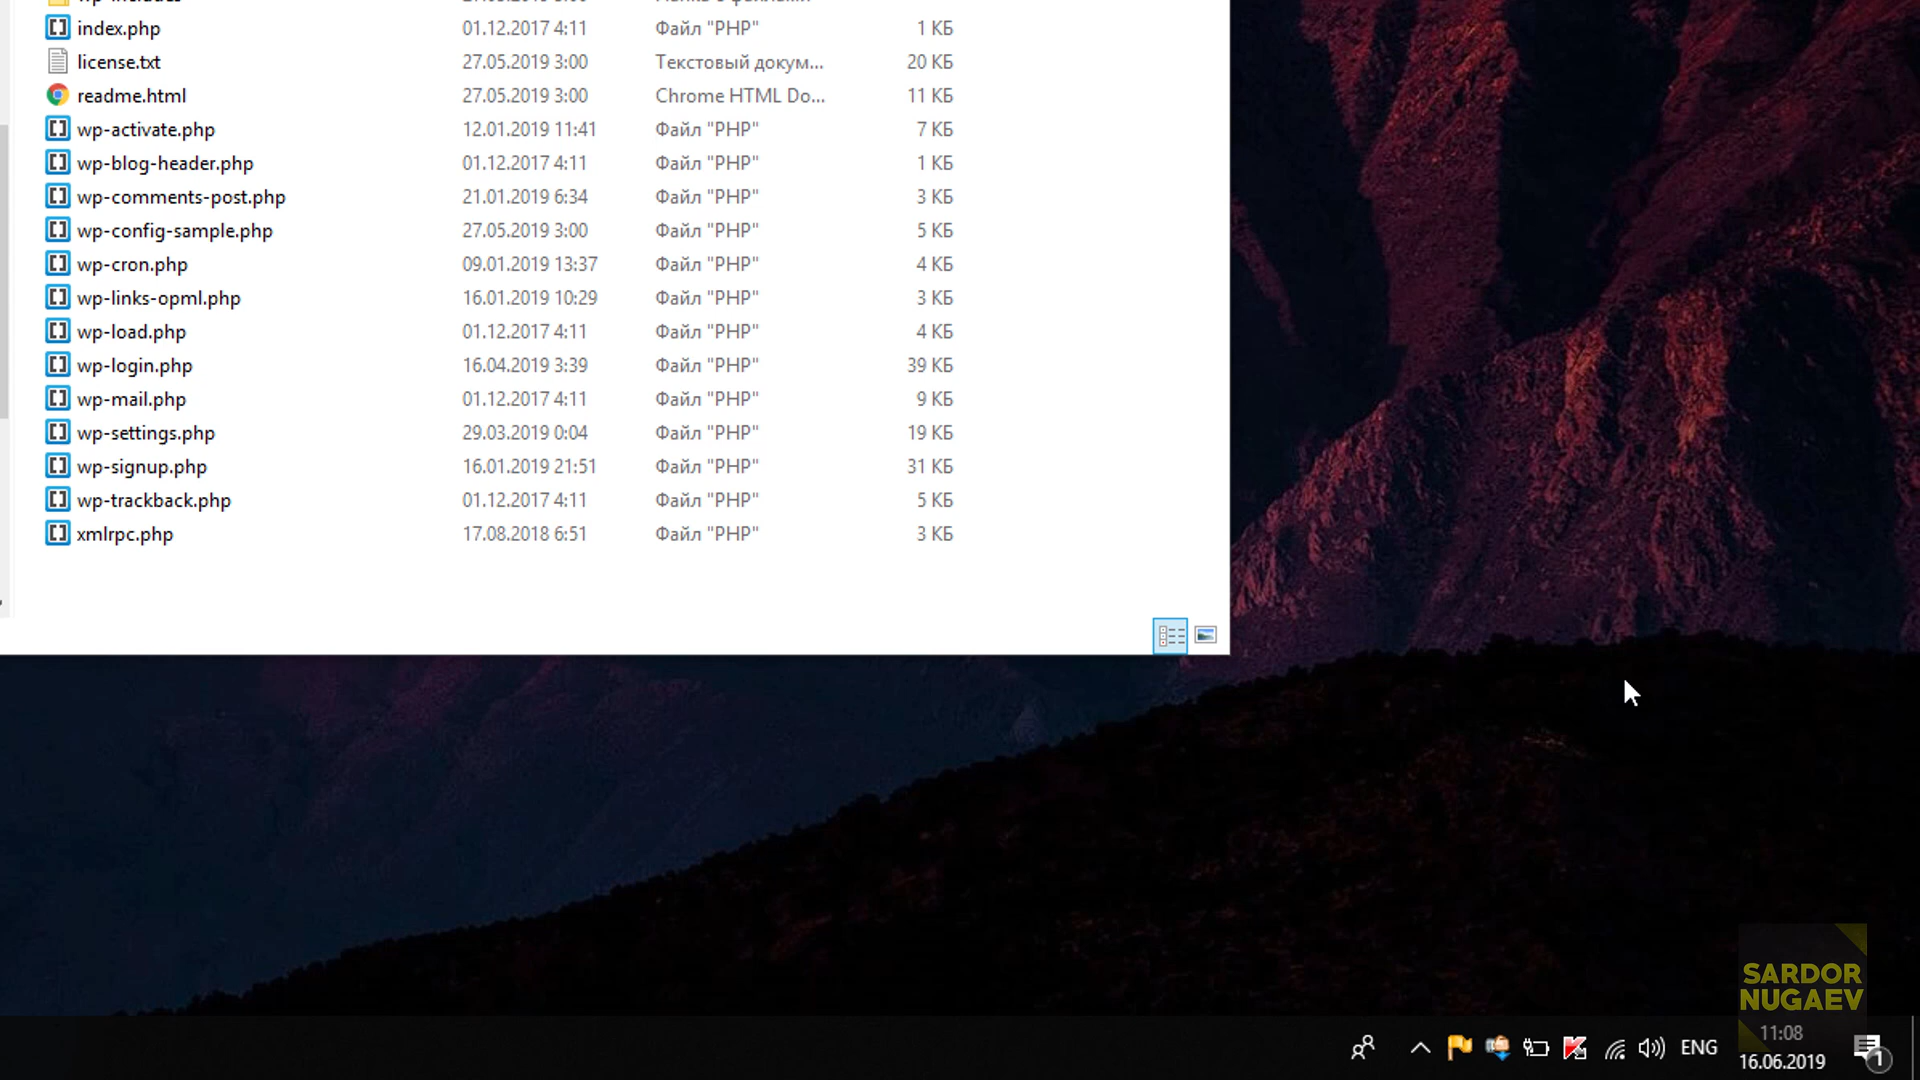 index.php 01.12.2017 4:11 Файл "PHP" 1 КБ
license.txt 27.05.2019 3:00 Текстовый докум... 20 КБ
readme.html 27.05.2019 3:00 Chrome HTML Do... 11 КБ
wp-activate.php 12.01.2019 11:41 Файл "PHP" 7 КБ
wp-blog-header.php 01.12.2017 4:11 Файл "PHP" 1 КБ
wp-comments-post.php 21.01.2019 6:34 Файл "PHP" 3 КБ
wp-config-sample.php 27.05.2019 3:00 Файл "PHP" 5 КБ
wp-cron.php 09.01.2019 13:37 Файл "PHP" 4 КБ
wp-links-opml.php 16.01.2019 10:29 Файл "PHP" 3 КБ
wp-load.php 01.12.2017 4:11 Файл "PHP" 4 КБ
wp-login.php 16.04.2019 3:39 Файл "PHP" 39 КБ
wp-mail.php 01.12.2017 4:11 Файл "PHP" 9 КБ
wp-settings.php 29.03.2019 0:04 Файл "PHP" 19 КБ
wp-signup.php 16.01.2019 21:51 Файл "PHP" 31 КБ
wp-trackback.php 01.12.2017 4:11 Файл "PHP" 5 КБ
xmlrpc.php 17.08.2018 6:51 Файл "PHP" 3 КБ
SARDOR
NUGAEV
ENG
11:08
16.06.2019
1